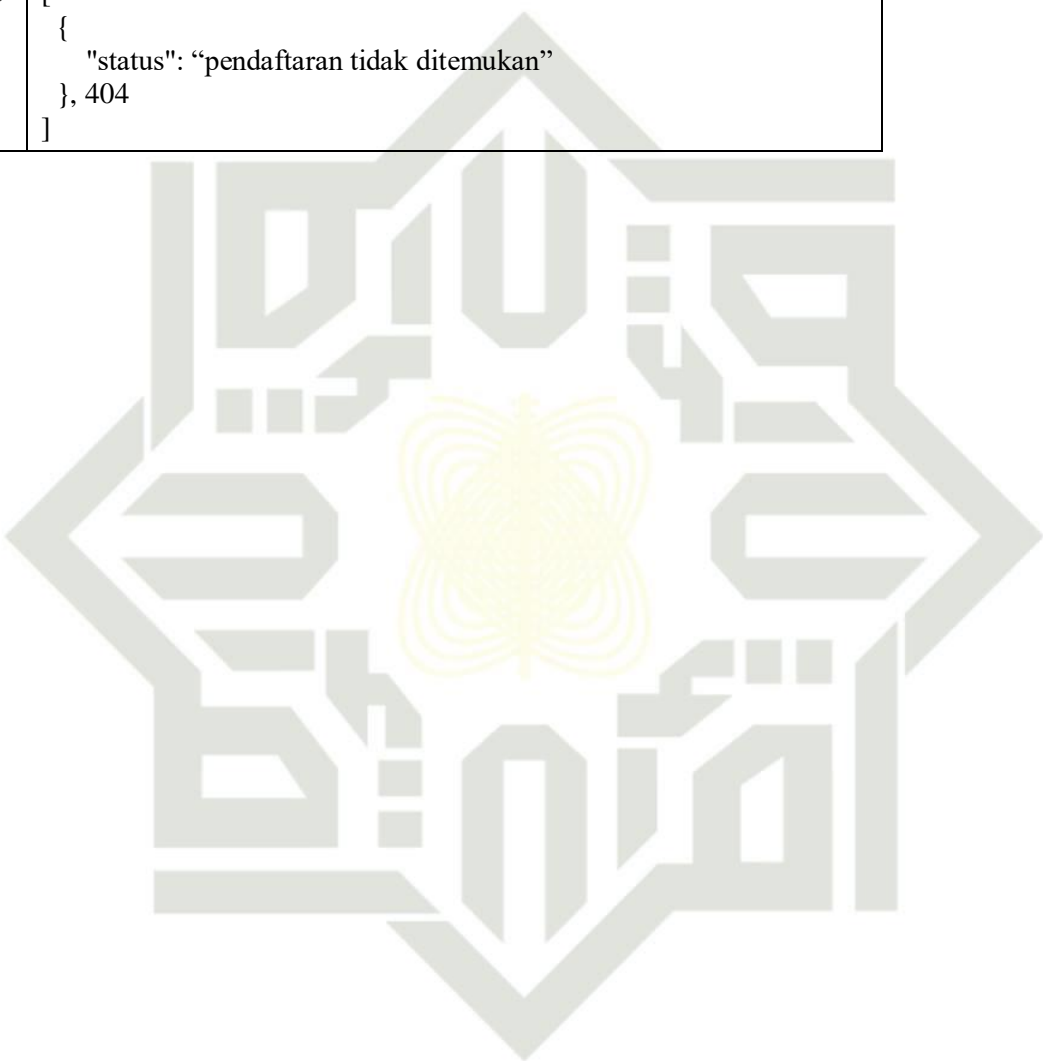 [
{
"status": “pendaftaran tidak ditemukan”
}, 404
]